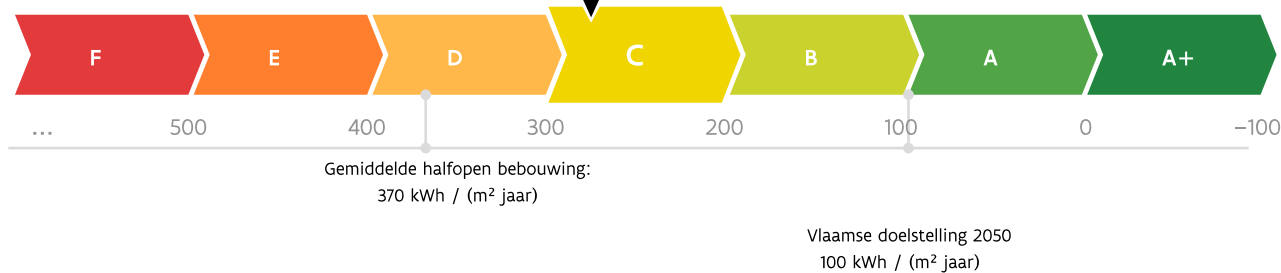 F E D C B A A+
... 500 400 300 200 100 0 −100
Gemiddelde halfopen bebouwing:
370 kWh / (m² jaar)
Vlaamse doelstelling 2050
100 kWh / (m² jaar)